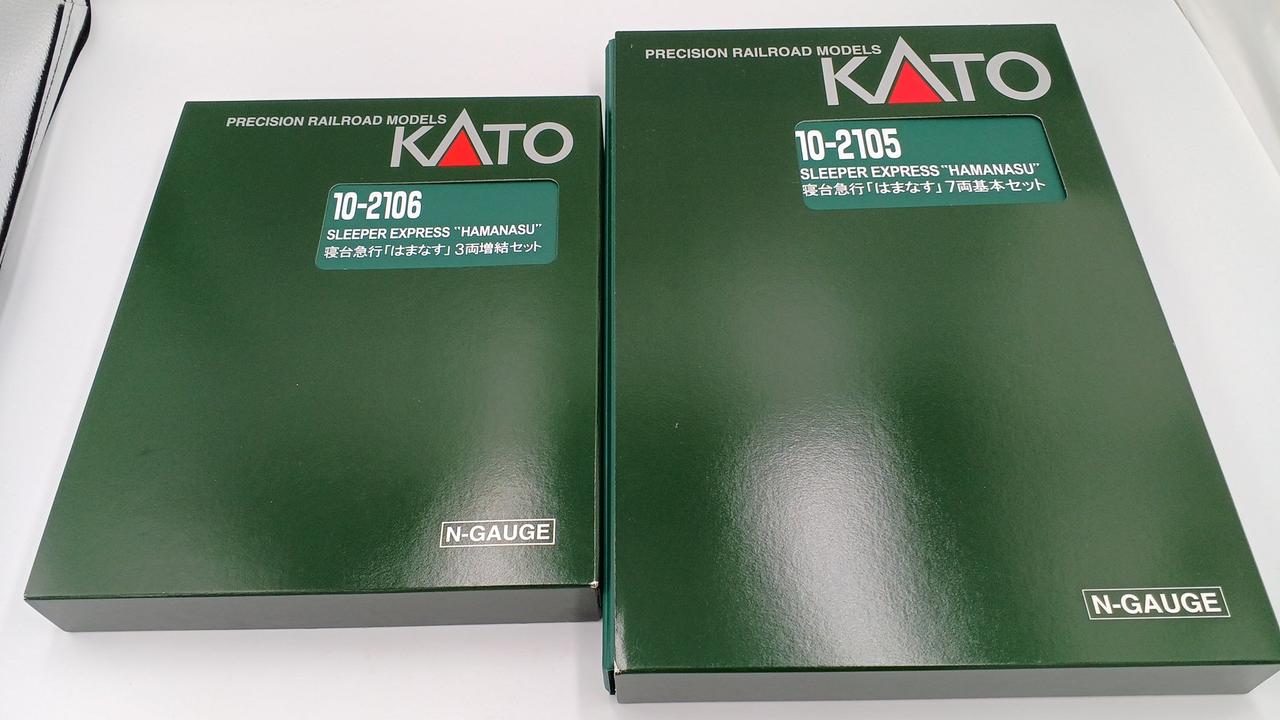 PRECISION RAILROAD MODELS
KATO
10-2106
SLEEPER EXPRESS "HAMANASU"
寝台急行「はまなす」3両増結セット
N-GAUGE
PRECISION RAILROAD MODELS
KATO
10-2105
SLEEPER EXPRESS "HAMANASU"
寝台急行「はまなす」7両基本セット
N-GAUGE